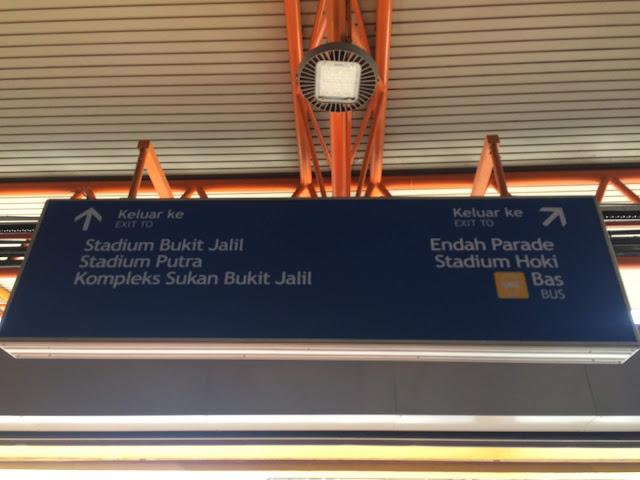 Keluar ke
EXIT TO
Stadium Bukit Jalil
Stadium Putra
Kompleks Sukan Bukit Jalil
Keluar ke
EXIT TO
Endah Parade
Stadium Hoki
Bas
BUS